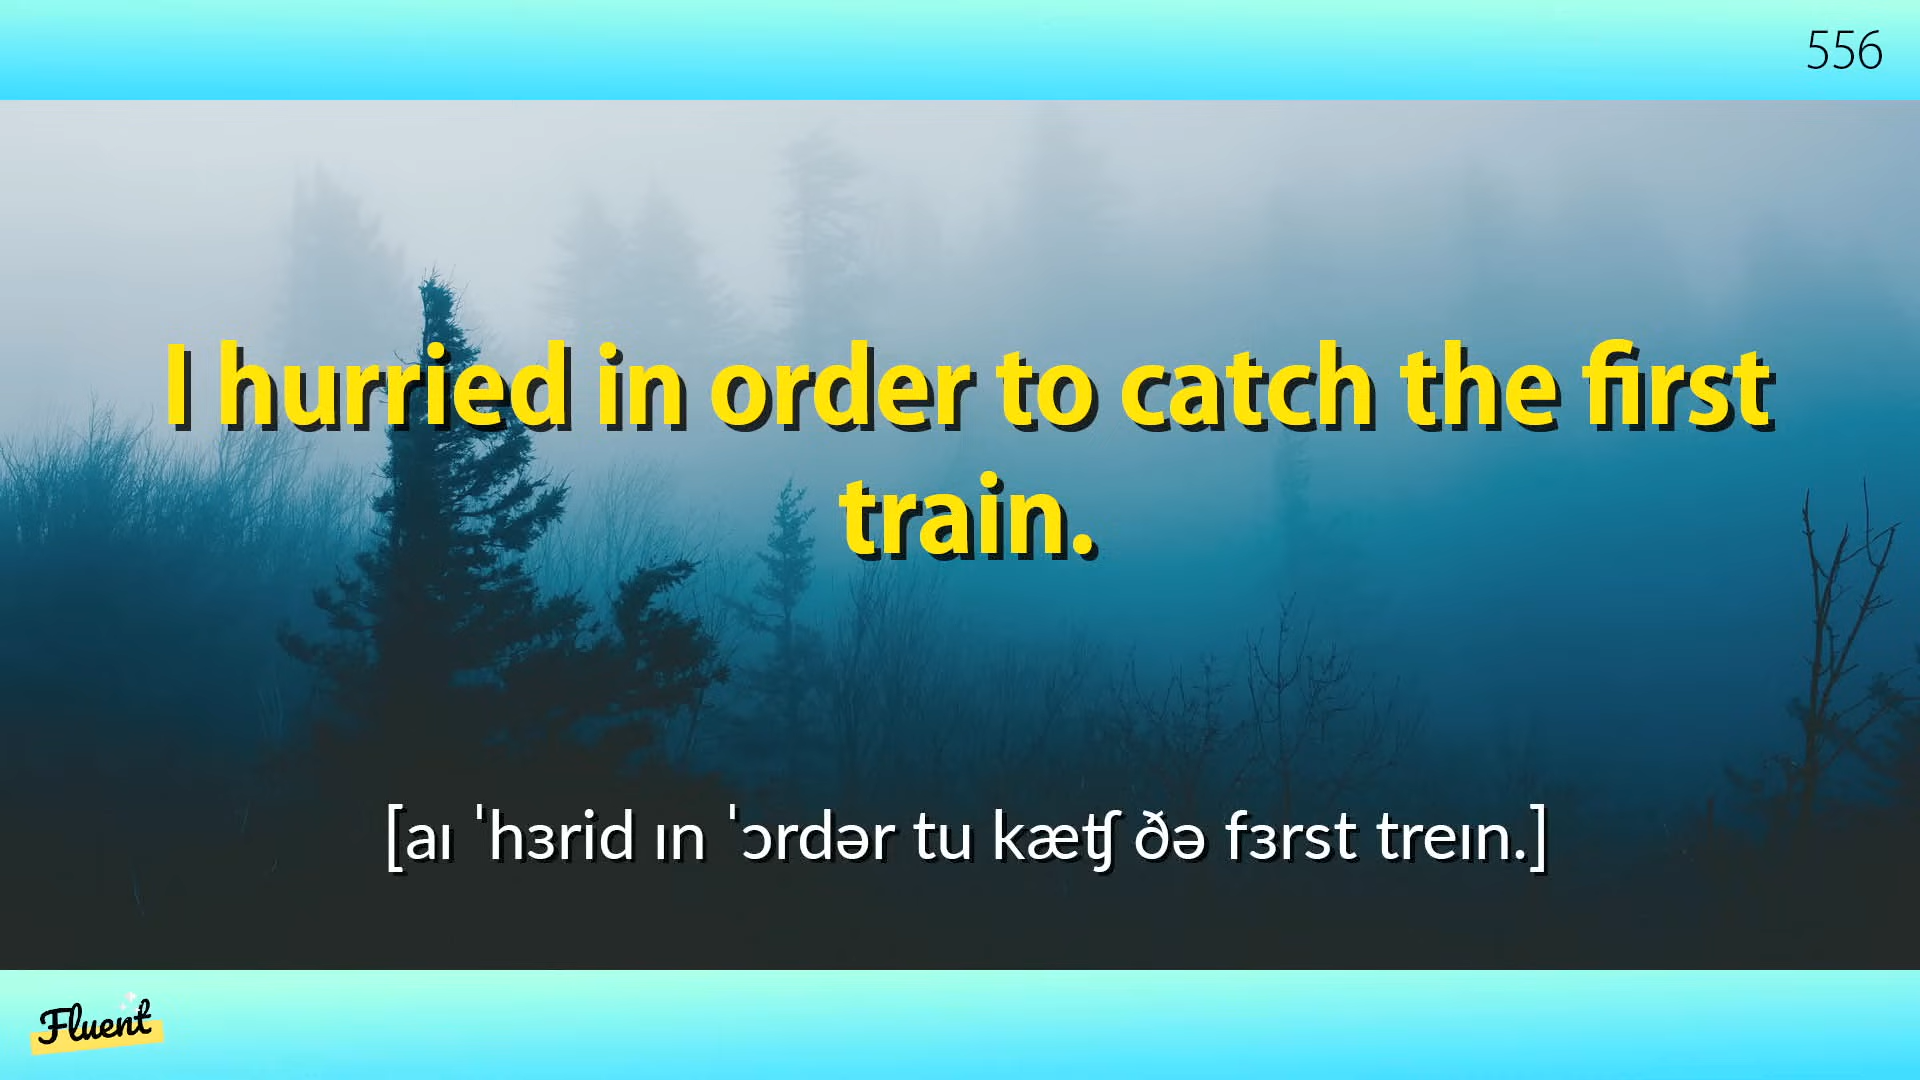 556
I hurried in order to catch the first
train.
[aɪ ˈhɜrid ɪn ˈɔrdər tu kæʧ ðə fɜrst treɪn.]
Fluent